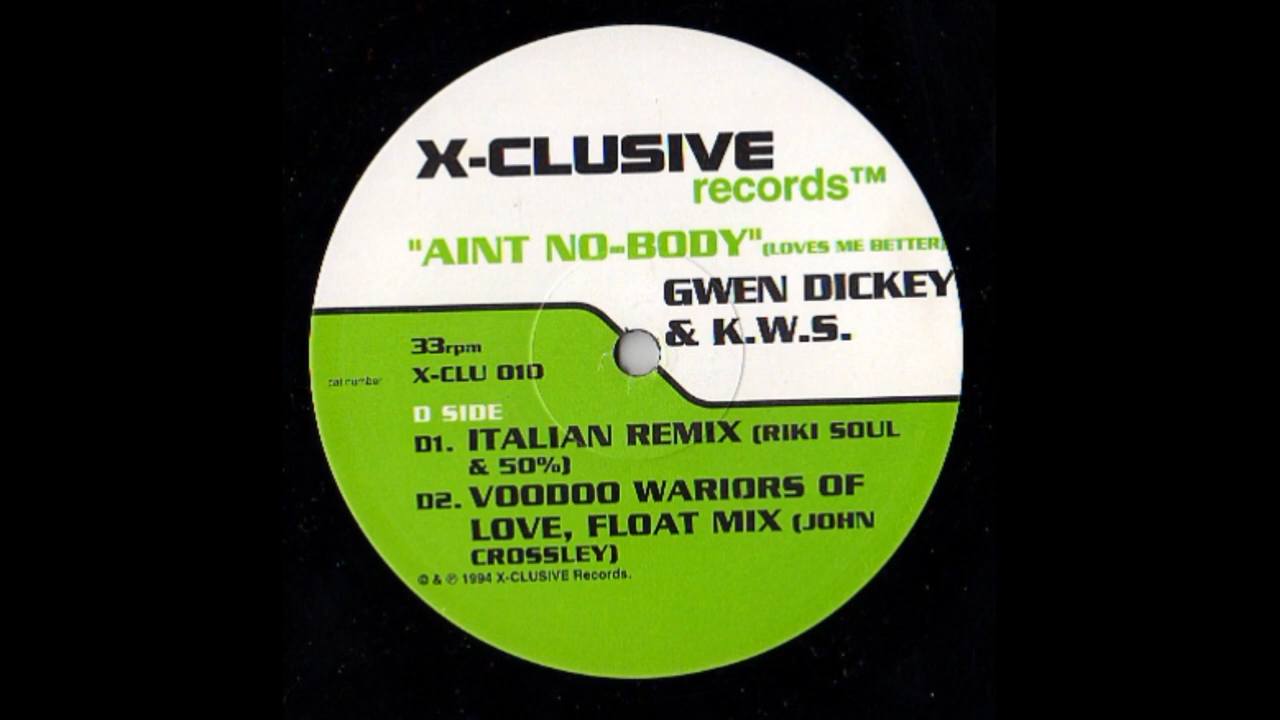 X-CLUSIVE
records™
"AINT NO-BODY" (LOVES ME BETTER)
GWEN DICKEY
& K.W.S.
33rpm
cat number X-CLU 010
D SIDE
D1. ITALIAN REMIX (RIKI SOUL
& 50%)
D2. VOODOO WARIORS OF
LOVE, FLOAT MIX (JOHN
CROSSLEY)
© & ℗ 1994 X-CLUSIVE Records.